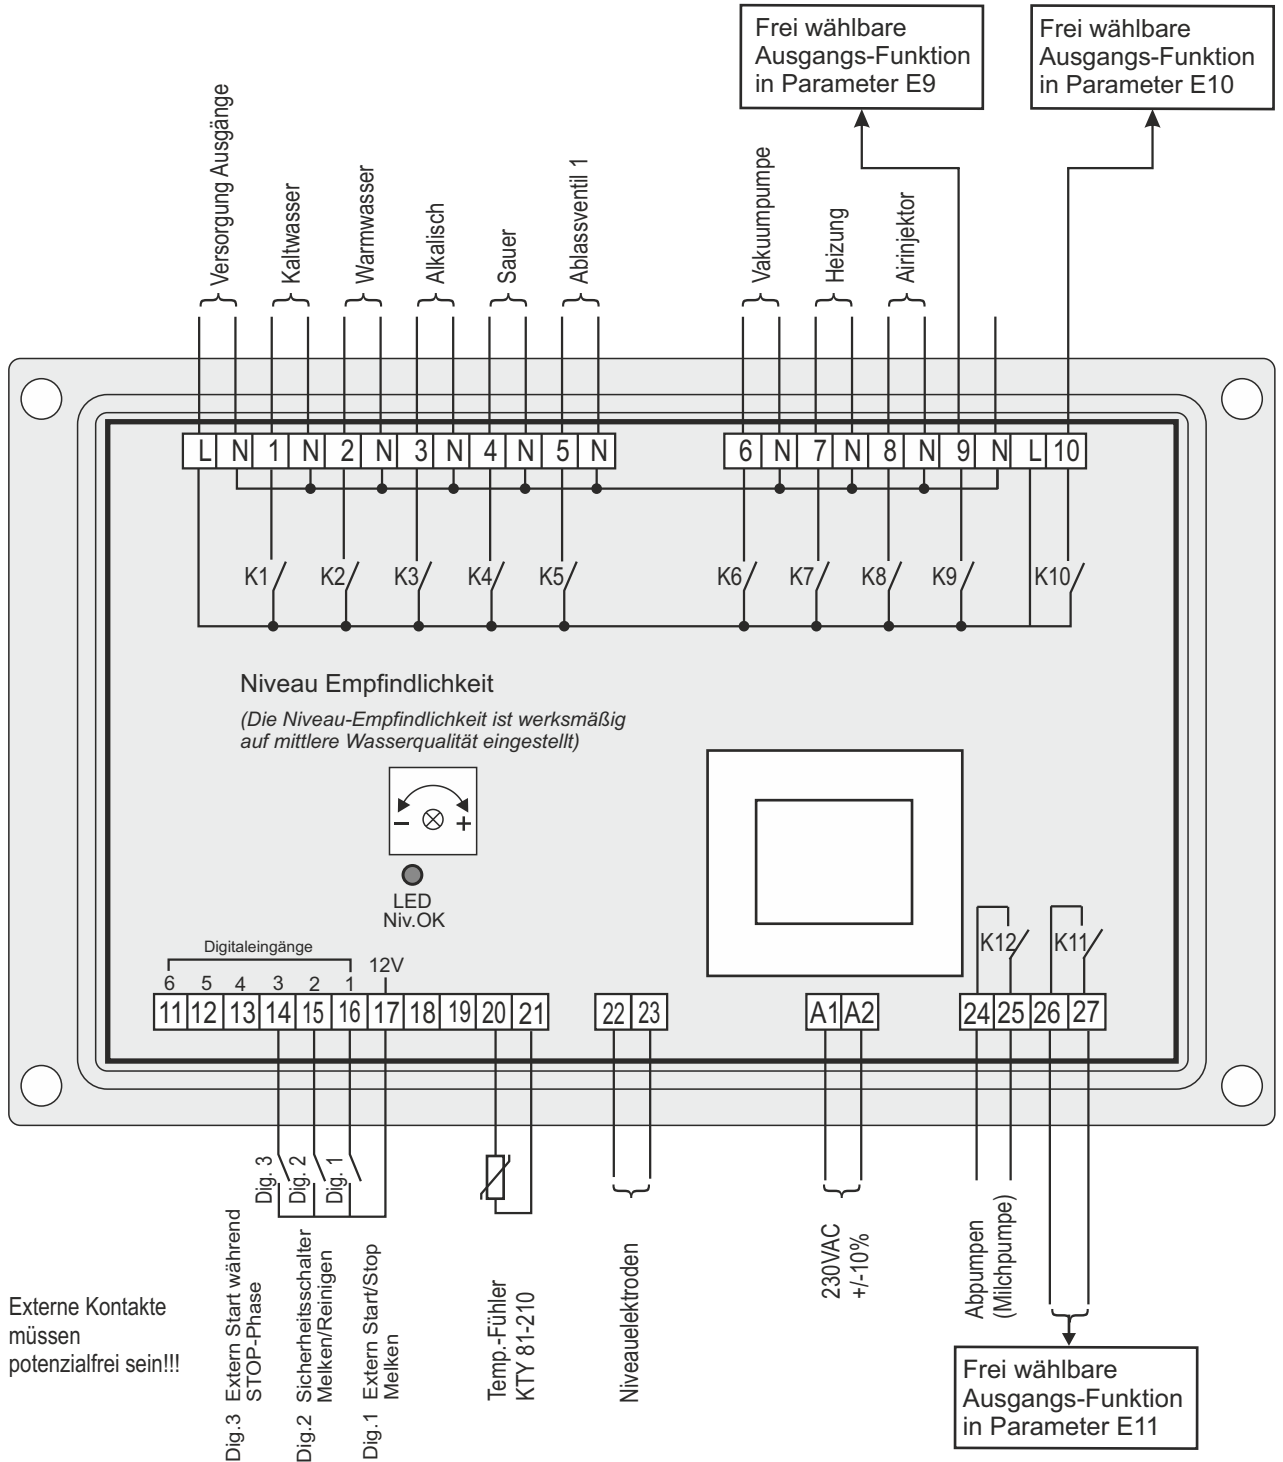 Frei wählbare
Ausgangs-Funktion
in Parameter E9
Frei wählbare
Ausgangs-Funktion
in Parameter E10
Versorgung Ausgänge
Kaltwasser
Warmwasser
Alkalisch
Sauer
Ablassventil 1
Vakuumpumpe
Heizung
Airinjektor
L N 1 N 2 N 3 N 4 N 5 N
6 N 7 N 8 N 9 N L 10
K1 K2 K3 K4 K5 K6 K7 K8 K9 K10
Niveau Empfindlichkeit
(Die Niveau-Empfindlichkeit ist werksmäßig
auf mittlere Wasserqualität eingestellt)
− +
LED
Niv.OK
K12 K11
Digitaleingänge
12V
6 5 4 3 2 1
11 12 13 14 15 16 17 18 19 20 21
22 23
A1 A2
24 25 26 27
Dig. 3
Dig. 2
Dig. 1
Dig.3 Extern Start während
STOP-Phase
Dig.2 Sicherheitsschalter
Melken/Reinigen
Dig.1 Extern Start/Stop
Melken
Temp.-Fühler
KTY 81-210
Niveauelektroden
230VAC
+/-10%
Abpumpen
(Milchpumpe)
Externe Kontakte
müssen
potenzialfrei sein!!!
Frei wählbare
Ausgangs-Funktion
in Parameter E11